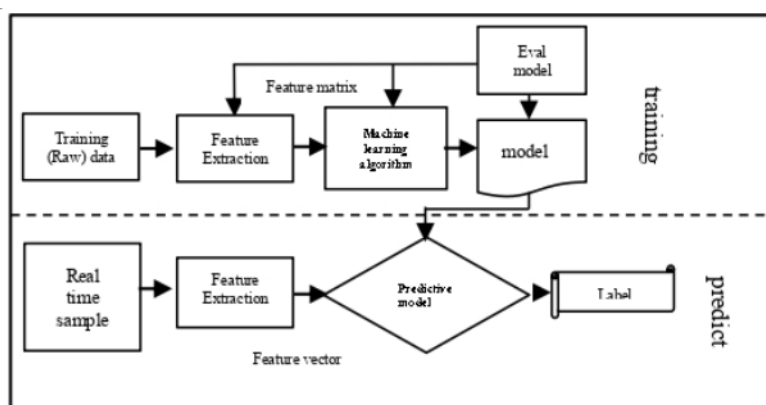 Eval
model
Feature matrix
training
Training
(Raw) data
Feature
Extraction
Machine
learning
algorithm
model
Real
time
sample
Feature
Extraction
Predictive
model
Label
predict
Feature vector